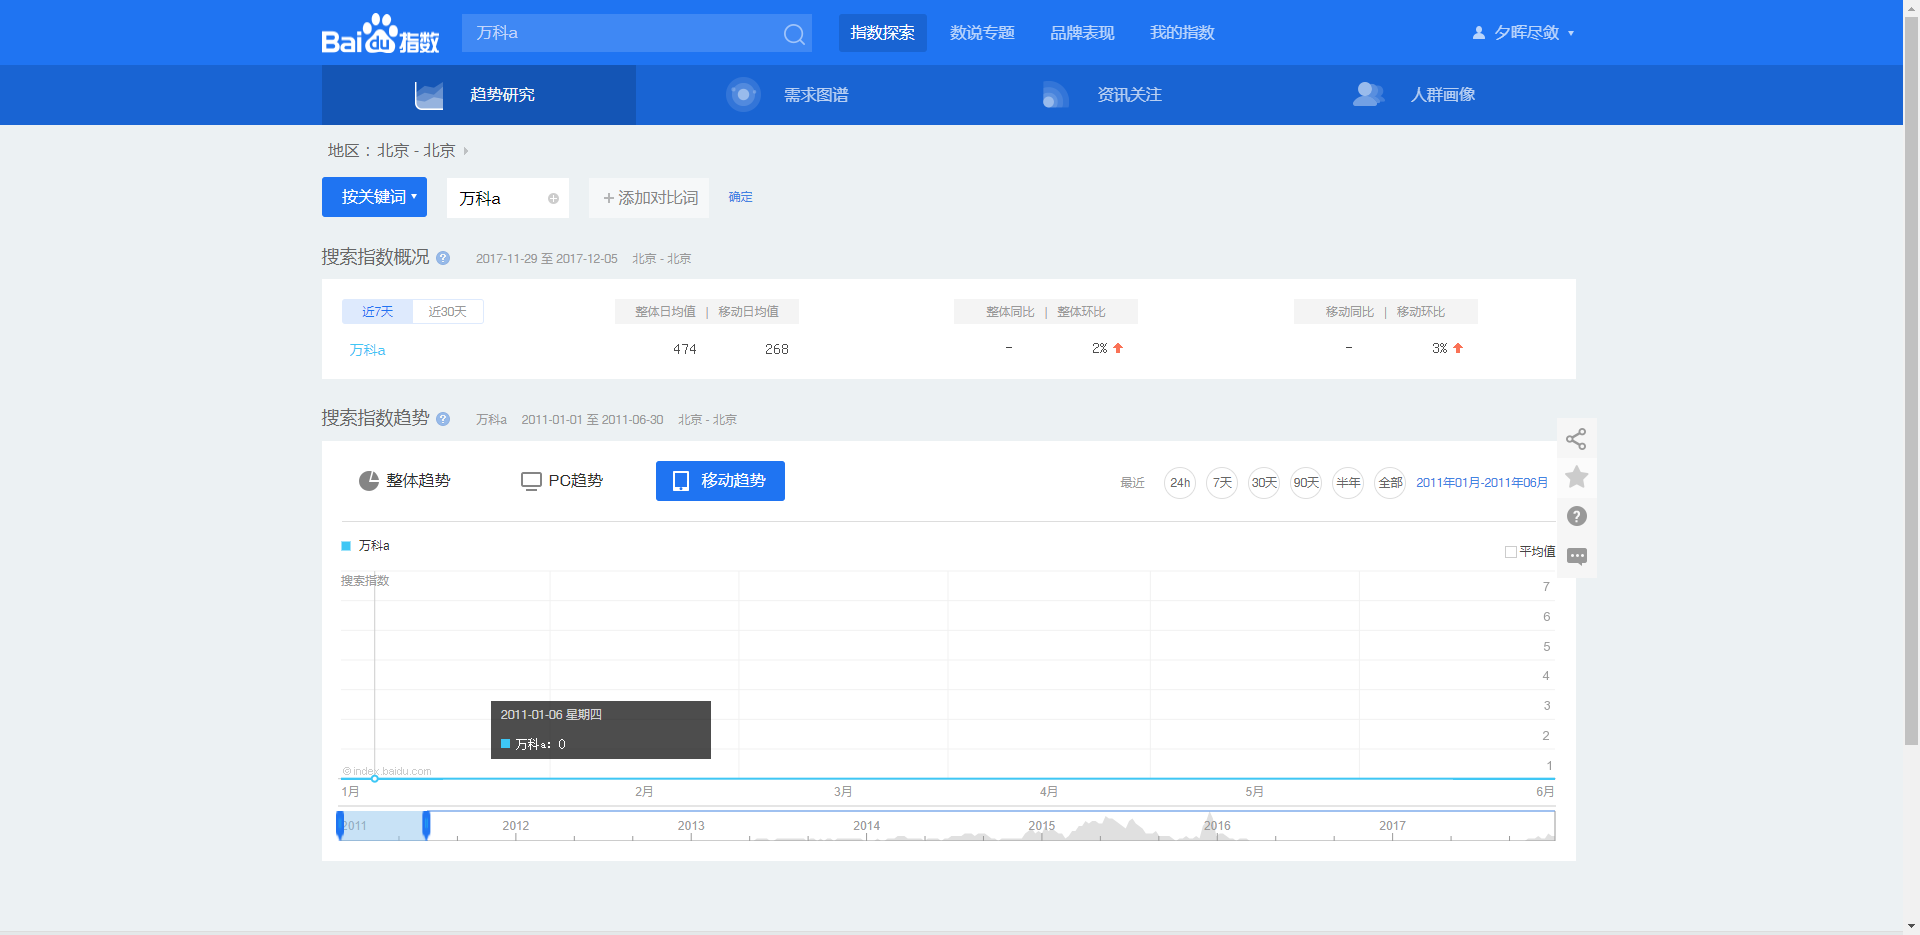 Baidu指数 万科a 指数探索 数说专题 品牌表现 我的指数 夕晖尽敛
趋势研究 需求图谱 资讯关注 人群画像
地区： 北京 - 北京
按关键词 万科a +添加对比词 确定
搜索指数概况 ? 2017-11-29 至 2017-12-05 北京 - 北京
近7天 近30天 整体日均值 | 移动日均值 整体同比 | 整体环比 移动同比 | 移动环比
万科a 474 268 - 2% - 3%
搜索指数趋势 ? 万科a 2011-01-01 至 2011-06-30 北京 - 北京
整体趋势 PC趋势 移动趋势 最近 24h 7天 30天 90天 半年 全部 2011年01月-2011年06月
?
万科a
平均值
搜索指数
7
6
5
4
3
2
1
2011-01-06 星期四
万科a: 0
©index.baidu.com
1月 2月 3月 4月 5月 6月
2011 2012 2013 2014 2015 2016 2017